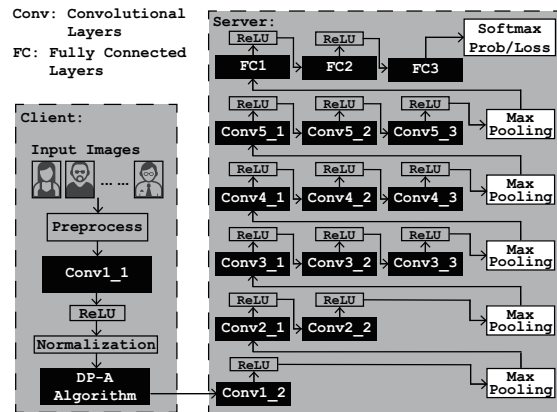 Conv: Convolutional
Layers
FC: Fully Connected
Layers
Client:
Input Images
... ...
Preprocess
Conv1_1
ReLU
Normalization
DP-A
Algorithm
Server:
ReLU
ReLU
Softmax
Prob/Loss
FC1
FC2
FC3
ReLU
ReLU
ReLU
Conv5_1
Conv5_2
Conv5_3
Max
Pooling
ReLU
ReLU
ReLU
Conv4_1
Conv4_2
Conv4_3
Max
Pooling
ReLU
ReLU
ReLU
Conv3_1
Conv3_2
Conv3_3
Max
Pooling
ReLU
ReLU
Conv2_1
Conv2_2
Max
Pooling
ReLU
Conv1_2
Max
Pooling